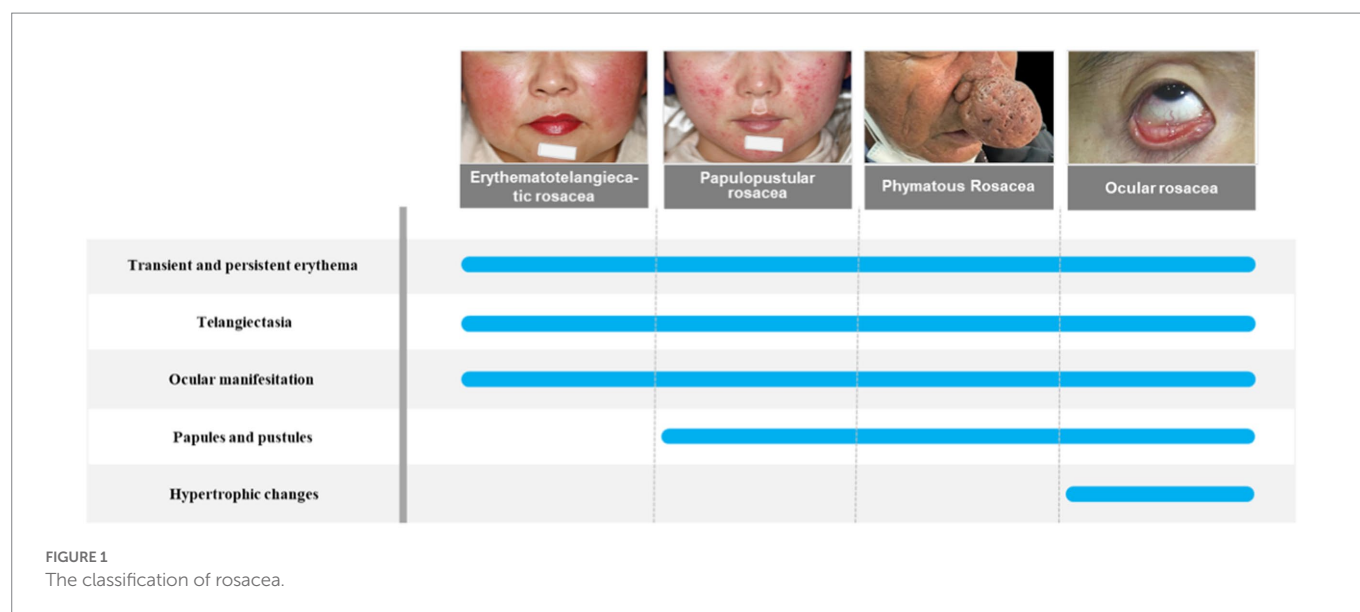 Erythematotelangieca-
tic rosacea
Papulopustular
rosacea
Phymatous Rosacea
Ocular rosacea
Transient and persistent erythema
Telangiectasia
Ocular manifesitation
Papules and pustules
Hypertrophic changes
FIGURE 1
The classification of rosacea.